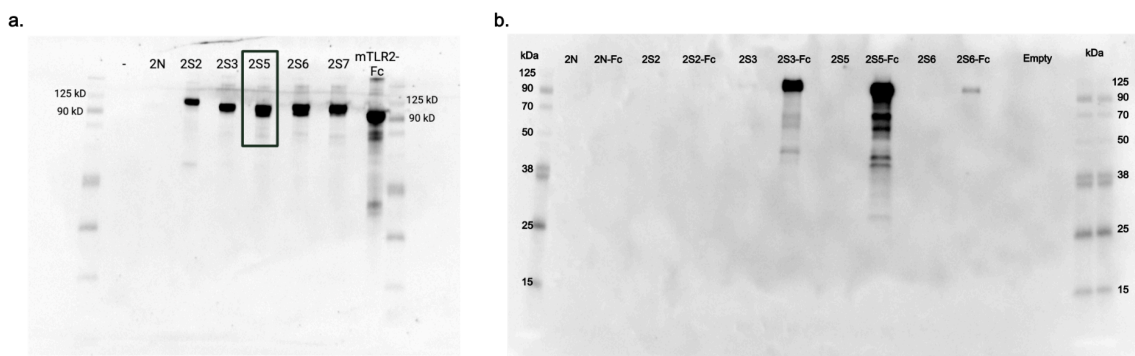 a.
- 2N 2S2 2S3 2S5 2S6 2S7 mTLR2-
Fc
125 kD 125 kD
90 kD 90 kD
b.
kDa 2N 2N-Fc 2S2 2S2-Fc 2S3 2S3-Fc 2S5 2S5-Fc 2S6 2S6-Fc Empty kDa
125 125
90 90
70 70
50 50
38 38
25 25
15 15